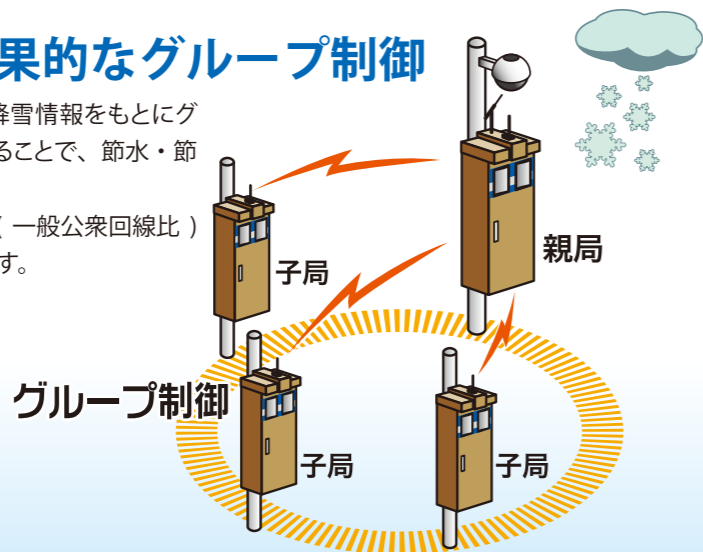 果的なグループ制御
降雪情報をもとにグ
ることで、節水・節
( 一般公衆回線比 )
す。
親局
子局
グループ制御
子局
子局